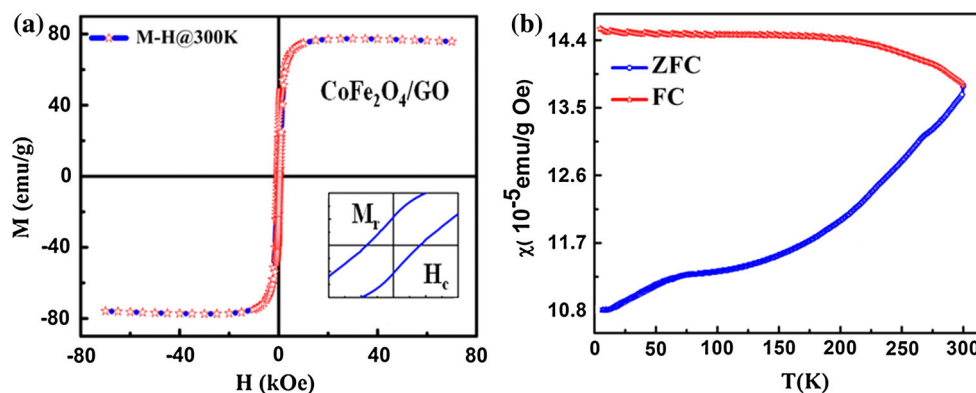 (a)
M-H@300K
CoFe₂O₄/GO
Mᵣ
H_c
M (emu/g)
80
40
0
-40
-80
-80
-40
0
40
80
H (kOe)
(b)
ZFC
FC
χ( 10⁻⁵emu/g Oe)
14.4
13.5
12.6
11.7
10.8
0
50
100
150
200
250
300
T(K)